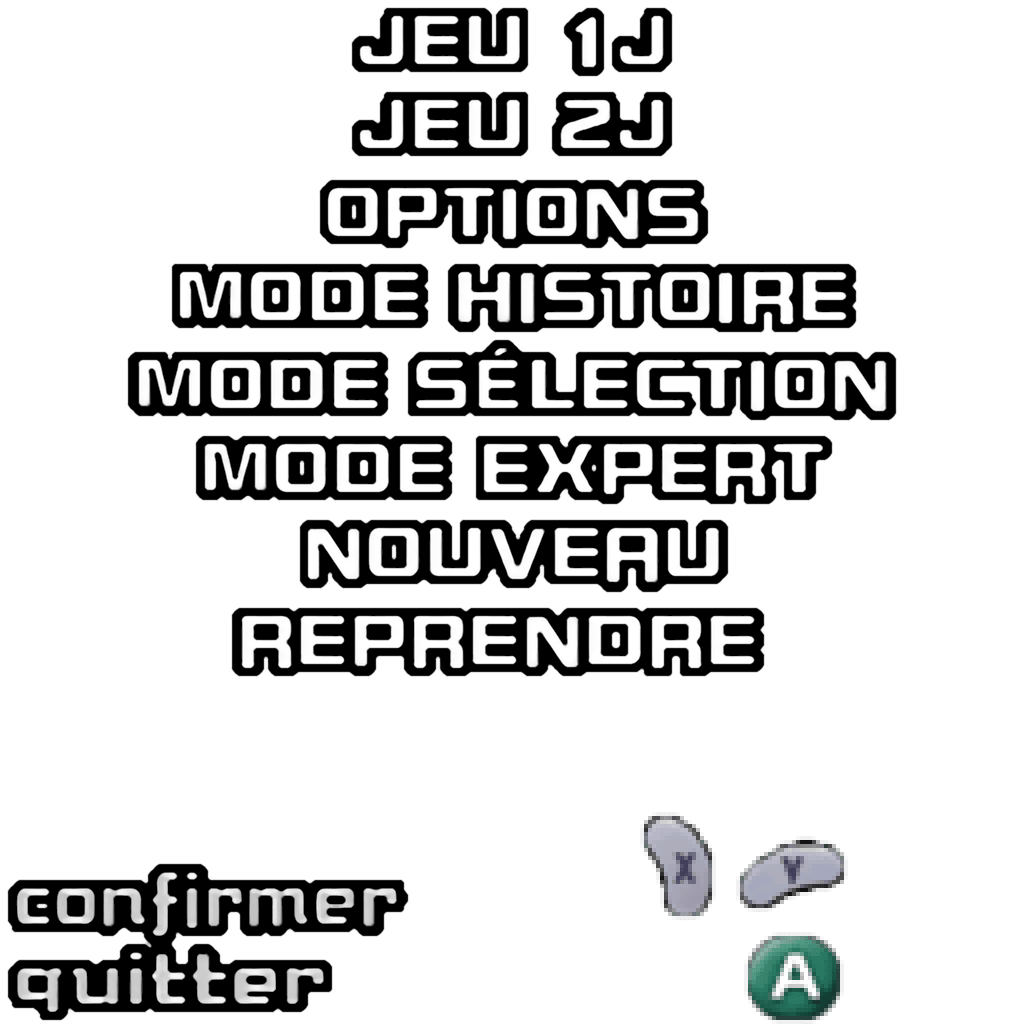 JEU 1J
JEU 2J
OPTIONS
MODE HISTOIRE
MODE SÉLECTION
MODE EXPERT
NOUVEAU
REPRENDRE
X Y
confirmer
quitter
A